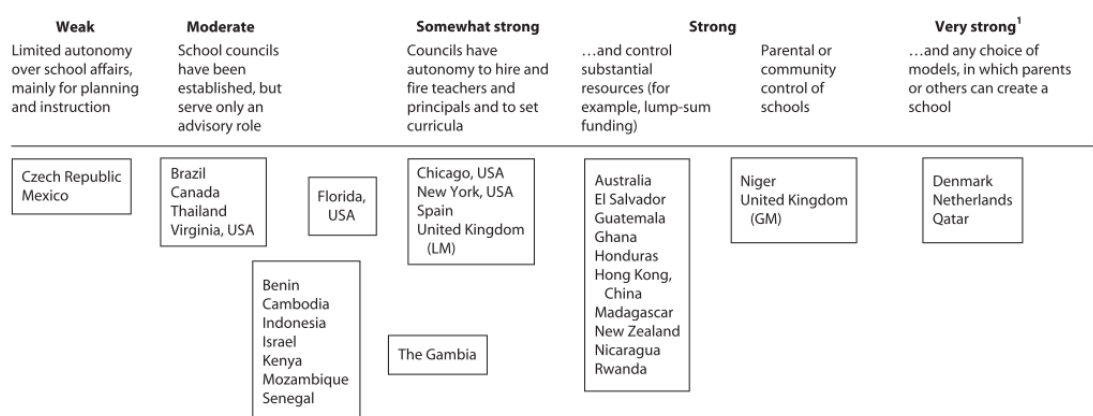 Weak
Limited autonomy
over school affairs,
mainly for planning
and instruction
Moderate
School councils
have been
established, but
serve only an
advisory role
Somewhat strong
Councils have
autonomy to hire and
fire teachers and
principals and to set
curricula
Strong
…and control
substantial
resources (for
example, lump-sum
funding)
Parental or
community
control of
schools
Very strong¹
…and any choice of
models, in which parents
or others can create a
school
Czech Republic
Mexico
Brazil
Canada
Thailand
Virginia, USA
Florida,
USA
Benin
Cambodia
Indonesia
Israel
Kenya
Mozambique
Senegal
Chicago, USA
New York, USA
Spain
United Kingdom
(LM)
The Gambia
Australia
El Salvador
Guatemala
Ghana
Honduras
Hong Kong,
China
Madagascar
New Zealand
Nicaragua
Rwanda
Niger
United Kingdom
(GM)
Denmark
Netherlands
Qatar